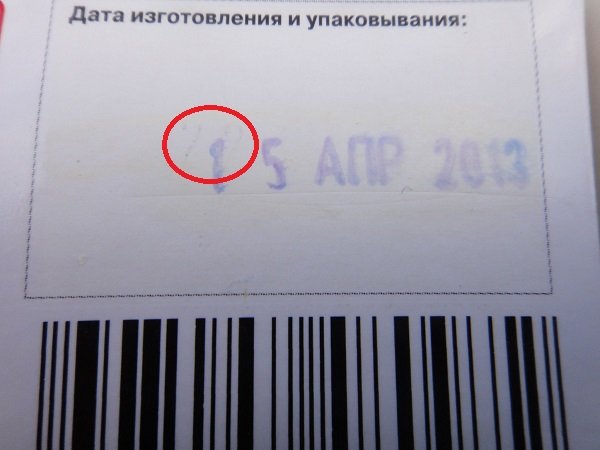 Дата изготовления и упаковывания:
15 АПР 2013